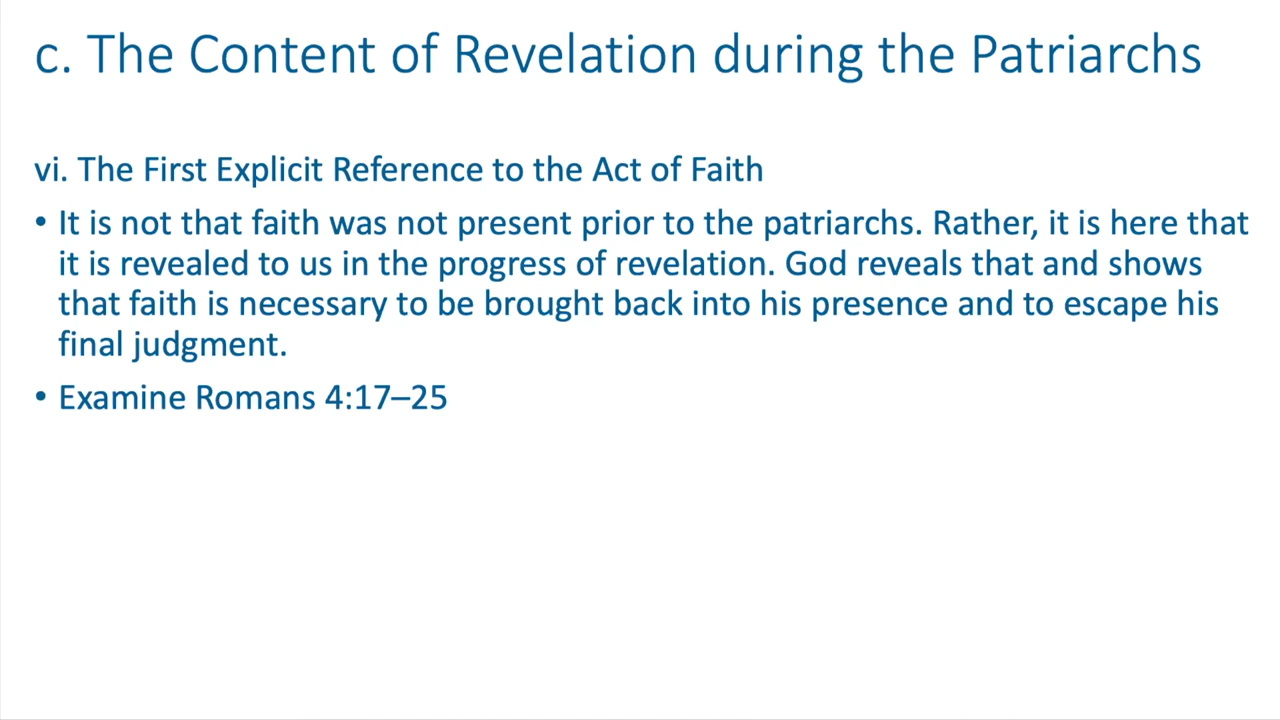 c. The Content of Revelation during the Patriarchs
vi. The First Explicit Reference to the Act of Faith
• It is not that faith was not present prior to the patriarchs. Rather, it is here that
it is revealed to us in the progress of revelation. God reveals that and shows
that faith is necessary to be brought back into his presence and to escape his
final judgment.
• Examine Romans 4:17–25